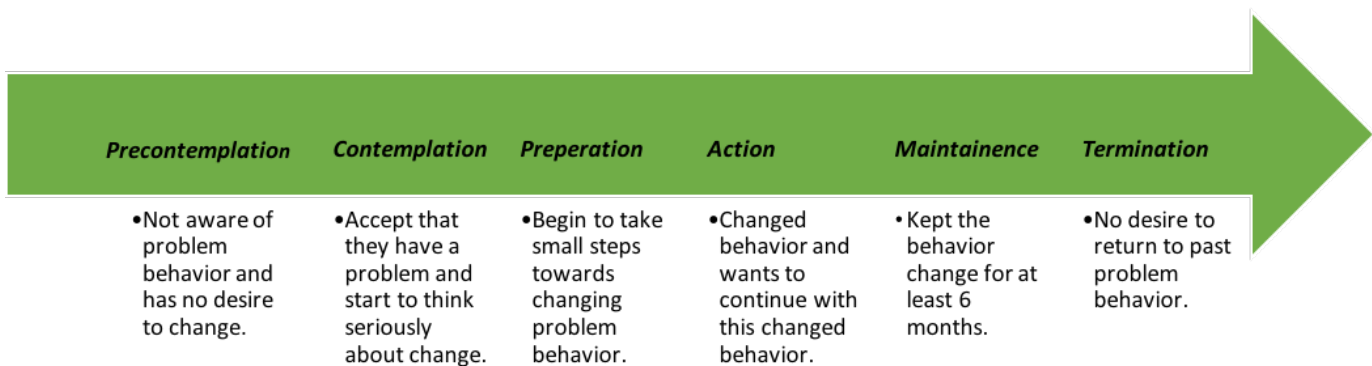 Precontemplation
Contemplation
Preperation
Action
Maintainence
Termination
•Not aware of
problem
behavior and
has no desire
to change.
•Accept that
they have a
problem and
start to think
seriously
about change.
•Begin to take
small steps
towards
changing
problem
behavior.
•Changed
behavior and
wants to
continue with
this changed
behavior.
•Kept the
behavior
change for at
least 6
months.
•No desire to
return to past
problem
behavior.